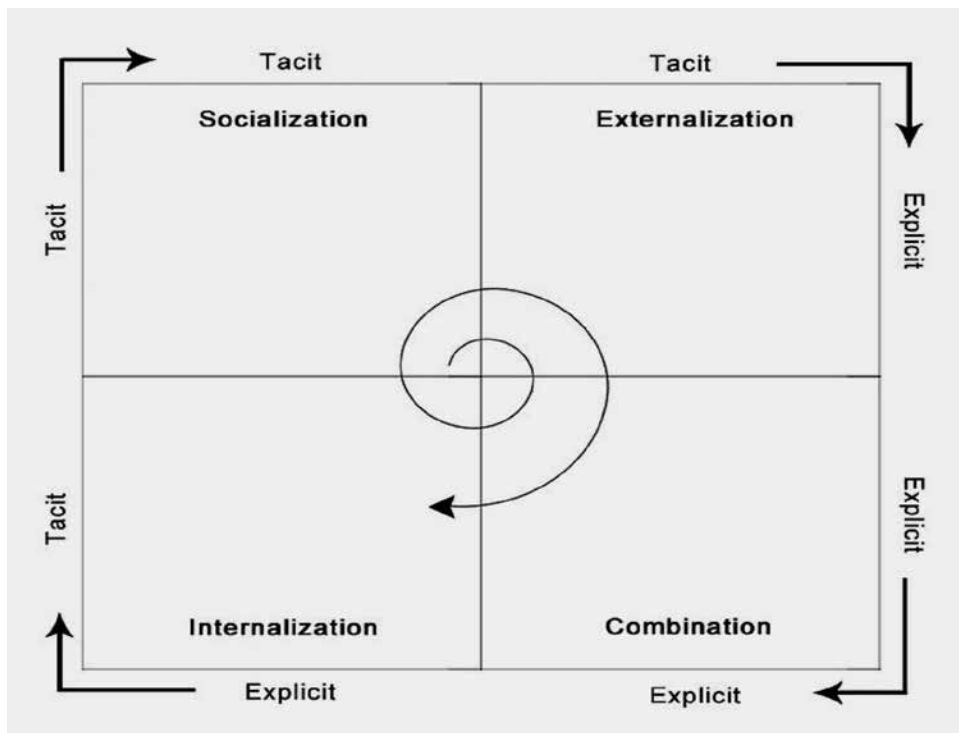 Tacit
Tacit
Socialization
Externalization
Tacit
Explicit
Tacit
Explicit
Internalization
Combination
Explicit
Explicit